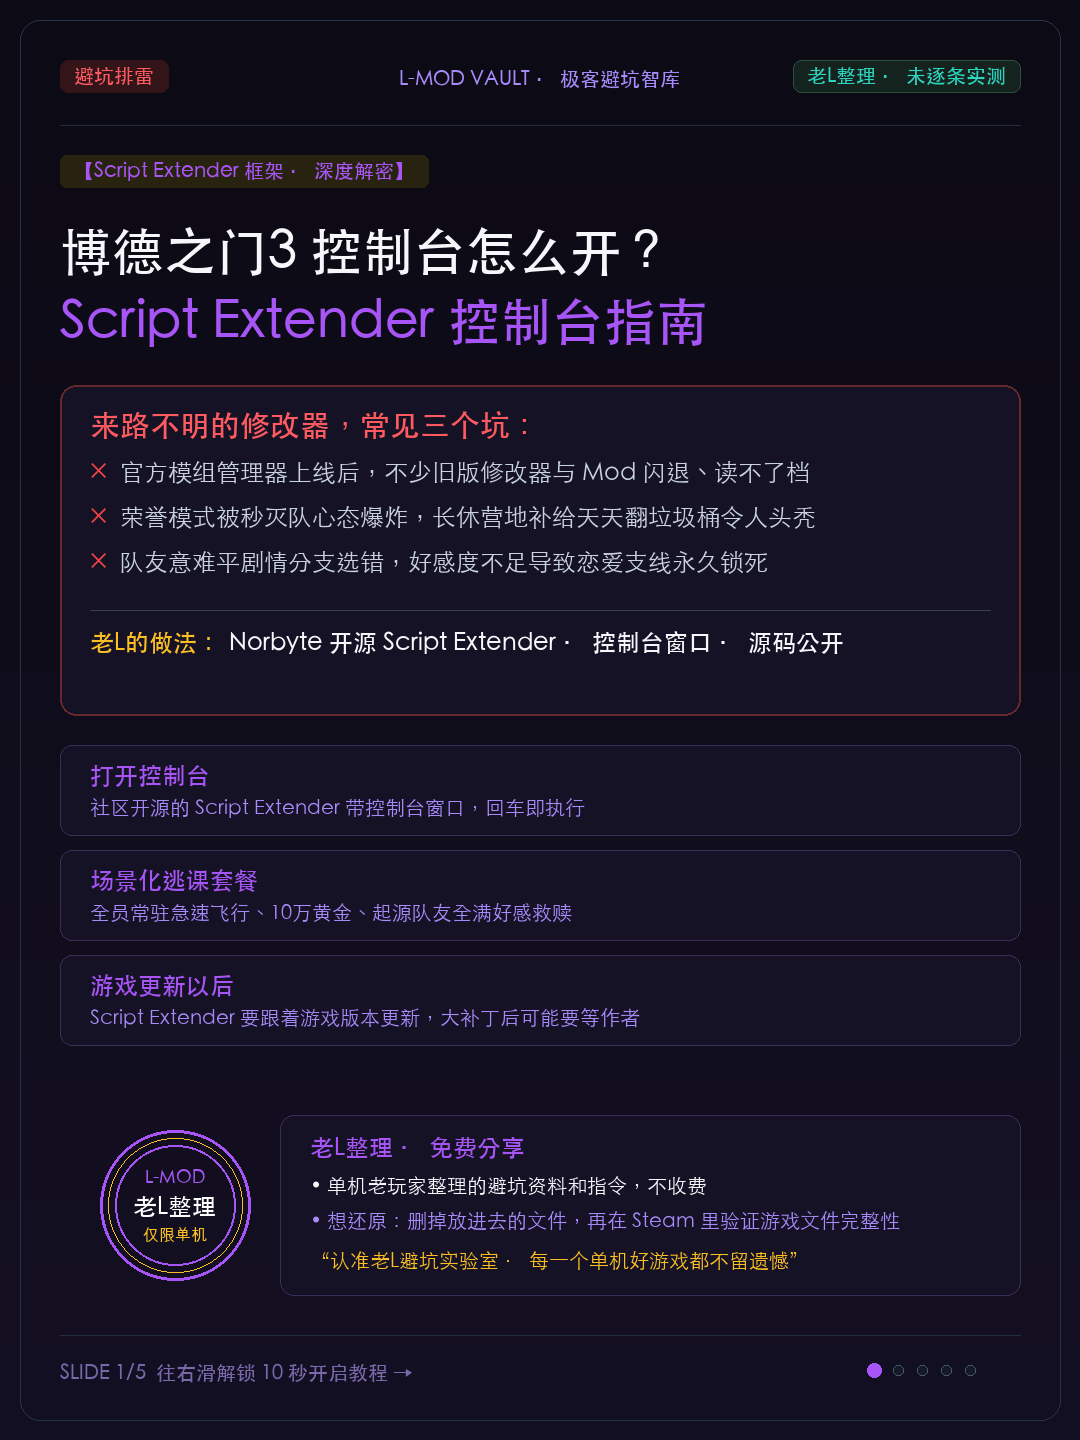 避坑排雷
L-MOD VAULT · 极客避坑智库
老L整理 · 未逐条实测
【Script Extender 框架 · 深度解密】
博德之门3 控制台怎么开？
Script Extender 控制台指南
来路不明的修改器，常见三个坑：
× 官方模组管理器上线后，不少旧版修改器与 Mod 闪退、读不了档
× 荣誉模式被秒灭队心态爆炸，长休营地补给天天翻垃圾桶令人头秃
× 队友意难平剧情分支选错，好感度不足导致恋爱支线永久锁死
老L的做法： Norbyte 开源 Script Extender · 控制台窗口 · 源码公开
打开控制台
社区开源的 Script Extender 带控制台窗口，回车即执行
场景化逃课套餐
全员常驻急速飞行、10万黄金、起源队友全满好感救赎
游戏更新以后
Script Extender 要跟着游戏版本更新，大补丁后可能要等作者
L-MOD
老L整理
仅限单机
老L整理 · 免费分享
• 单机老玩家整理的避坑资料和指令，不收费
• 想还原：删掉放进去的文件，再在 Steam 里验证游戏文件完整性
“认准老L避坑实验室 · 每一个单机好游戏都不留遗憾”
SLIDE 1/5 往右滑解锁 10 秒开启教程 →